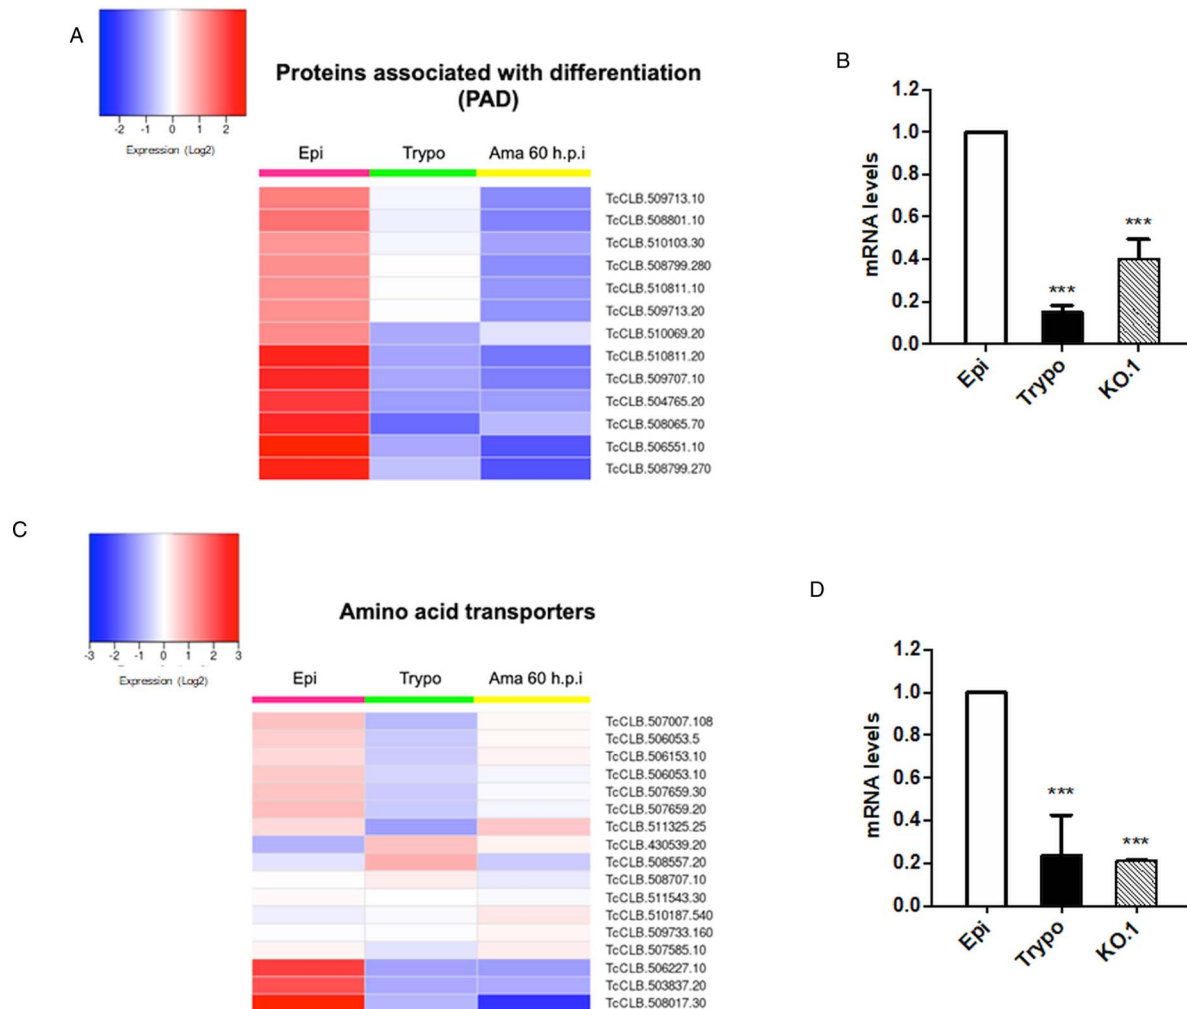 A
-2 -1 0 1 2
Expression (Log2)
Proteins associated with differentiation
(PAD)
Epi Trypo Ama 60 h.p.i
TcCLB.509713.10
TcCLB.508801.10
TcCLB.510103.30
TcCLB.508799.280
TcCLB.510811.10
TcCLB.509713.20
TcCLB.510069.20
TcCLB.510811.20
TcCLB.509707.10
TcCLB.504765.20
TcCLB.508065.70
TcCLB.506551.10
TcCLB.508799.270
B
mRNA levels
1.2
1.0
0.8
0.6
0.4
0.2
0.0
***
***
Epi Trypo KO.1
C
-3 -2 -1 0 1 2 3
Expression (Log2)
Amino acid transporters
Epi Trypo Ama 60 h.p.i
TcCLB.507007.108
TcCLB.506053.5
TcCLB.506153.10
TcCLB.506053.10
TcCLB.507659.30
TcCLB.507659.20
TcCLB.511325.25
TcCLB.430539.20
TcCLB.508557.20
TcCLB.508707.10
TcCLB.511543.30
TcCLB.510187.540
TcCLB.509733.160
TcCLB.507585.10
TcCLB.506227.10
TcCLB.503837.20
TcCLB.508017.30
D
mRNA levels
1.2
1.0
0.8
0.6
0.4
0.2
0.0
***
***
Epi Trypo KO.1